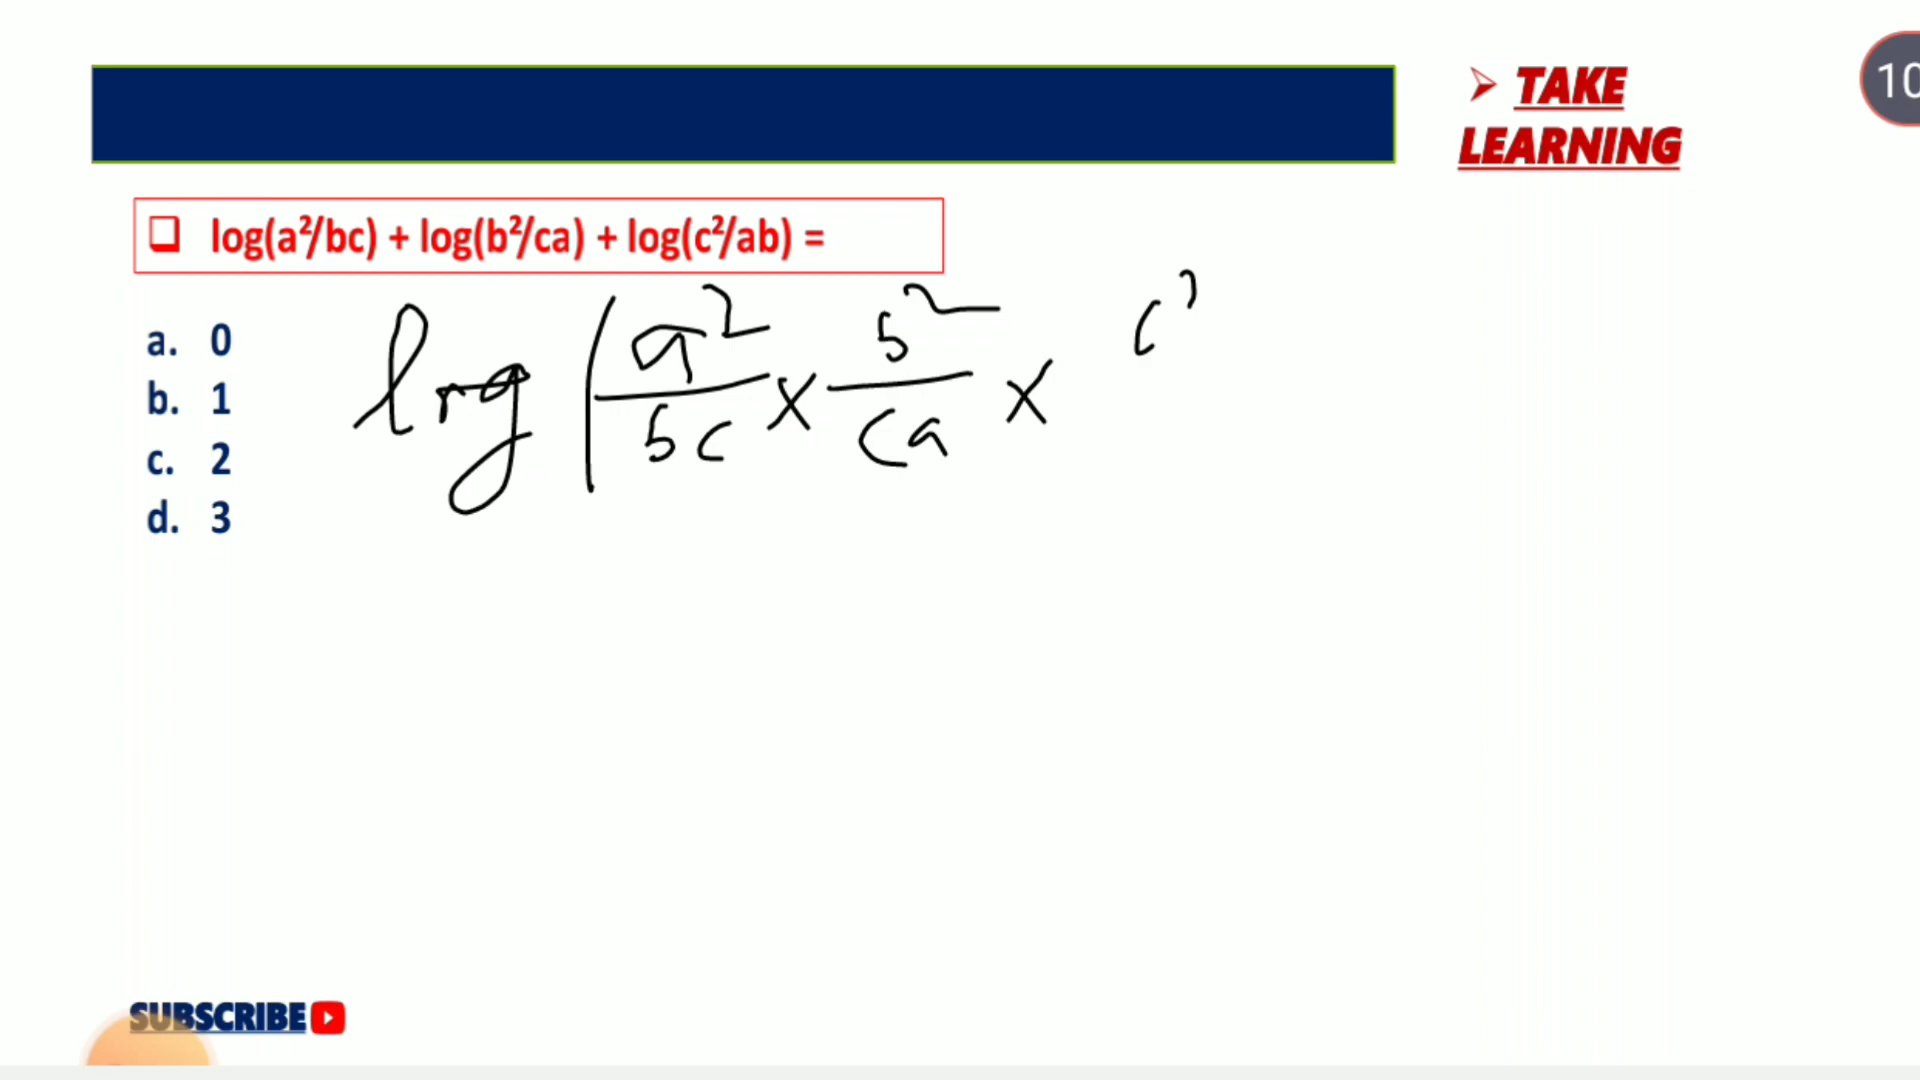 TAKE
LEARNING
10
log(a²/bc) + log(b²/ca) + log(c²/ab) =
a. 0
b. 1
c. 2
d. 3
log (a²/bc × b²/ca × c²
SUBSCRIBE